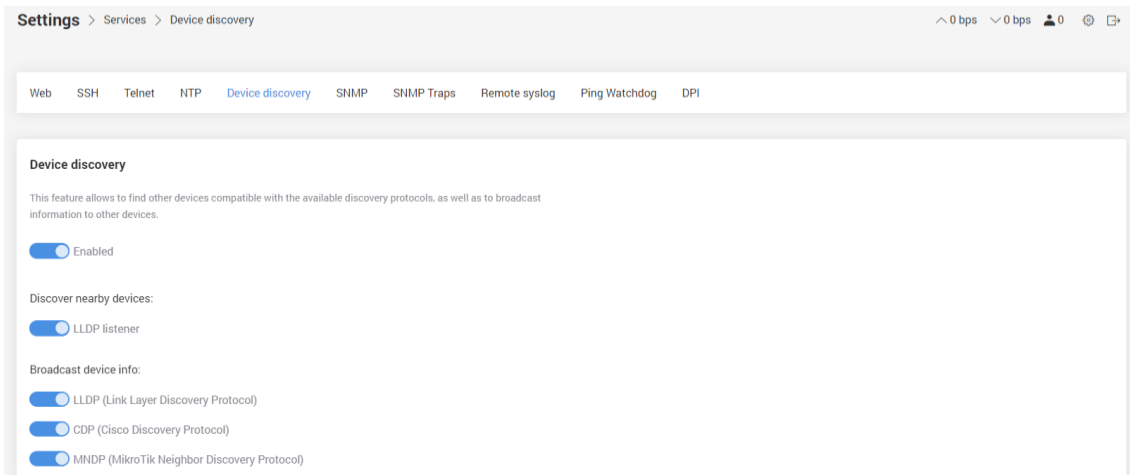 Settings > Services > Device discovery
0 bps 0 bps 0
Web SSH Telnet NTP Device discovery SNMP SNMP Traps Remote syslog Ping Watchdog DPI
Device discovery
This feature allows to find other devices compatible with the available discovery protocols, as well as to broadcast
information to other devices.
Enabled
Discover nearby devices:
LLDP listener
Broadcast device info:
LLDP (Link Layer Discovery Protocol)
CDP (Cisco Discovery Protocol)
MNDP (MikroTik Neighbor Discovery Protocol)